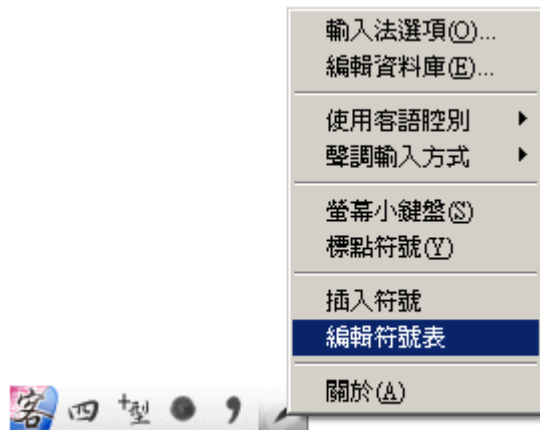 輸入法選項(O)...
編輯資料庫(E)...
使用客語腔別
聲調輸入方式
螢幕小鍵盤(S)
標點符號(Y)
插入符號
編輯符號表
關於(A)
客 四 +型 ● ,